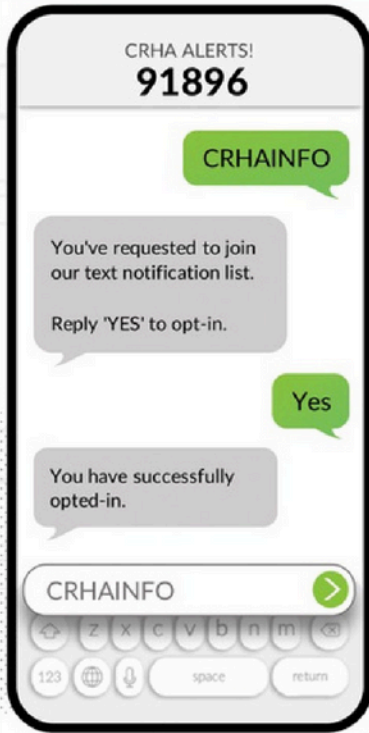 CRHA ALERTS!
91896
CRHAINFO
You've requested to join
our text notification list.
Reply 'YES' to opt-in.
Yes
You have successfully
opted-in.
CRHAINFO
z x c v b n m
123 space return